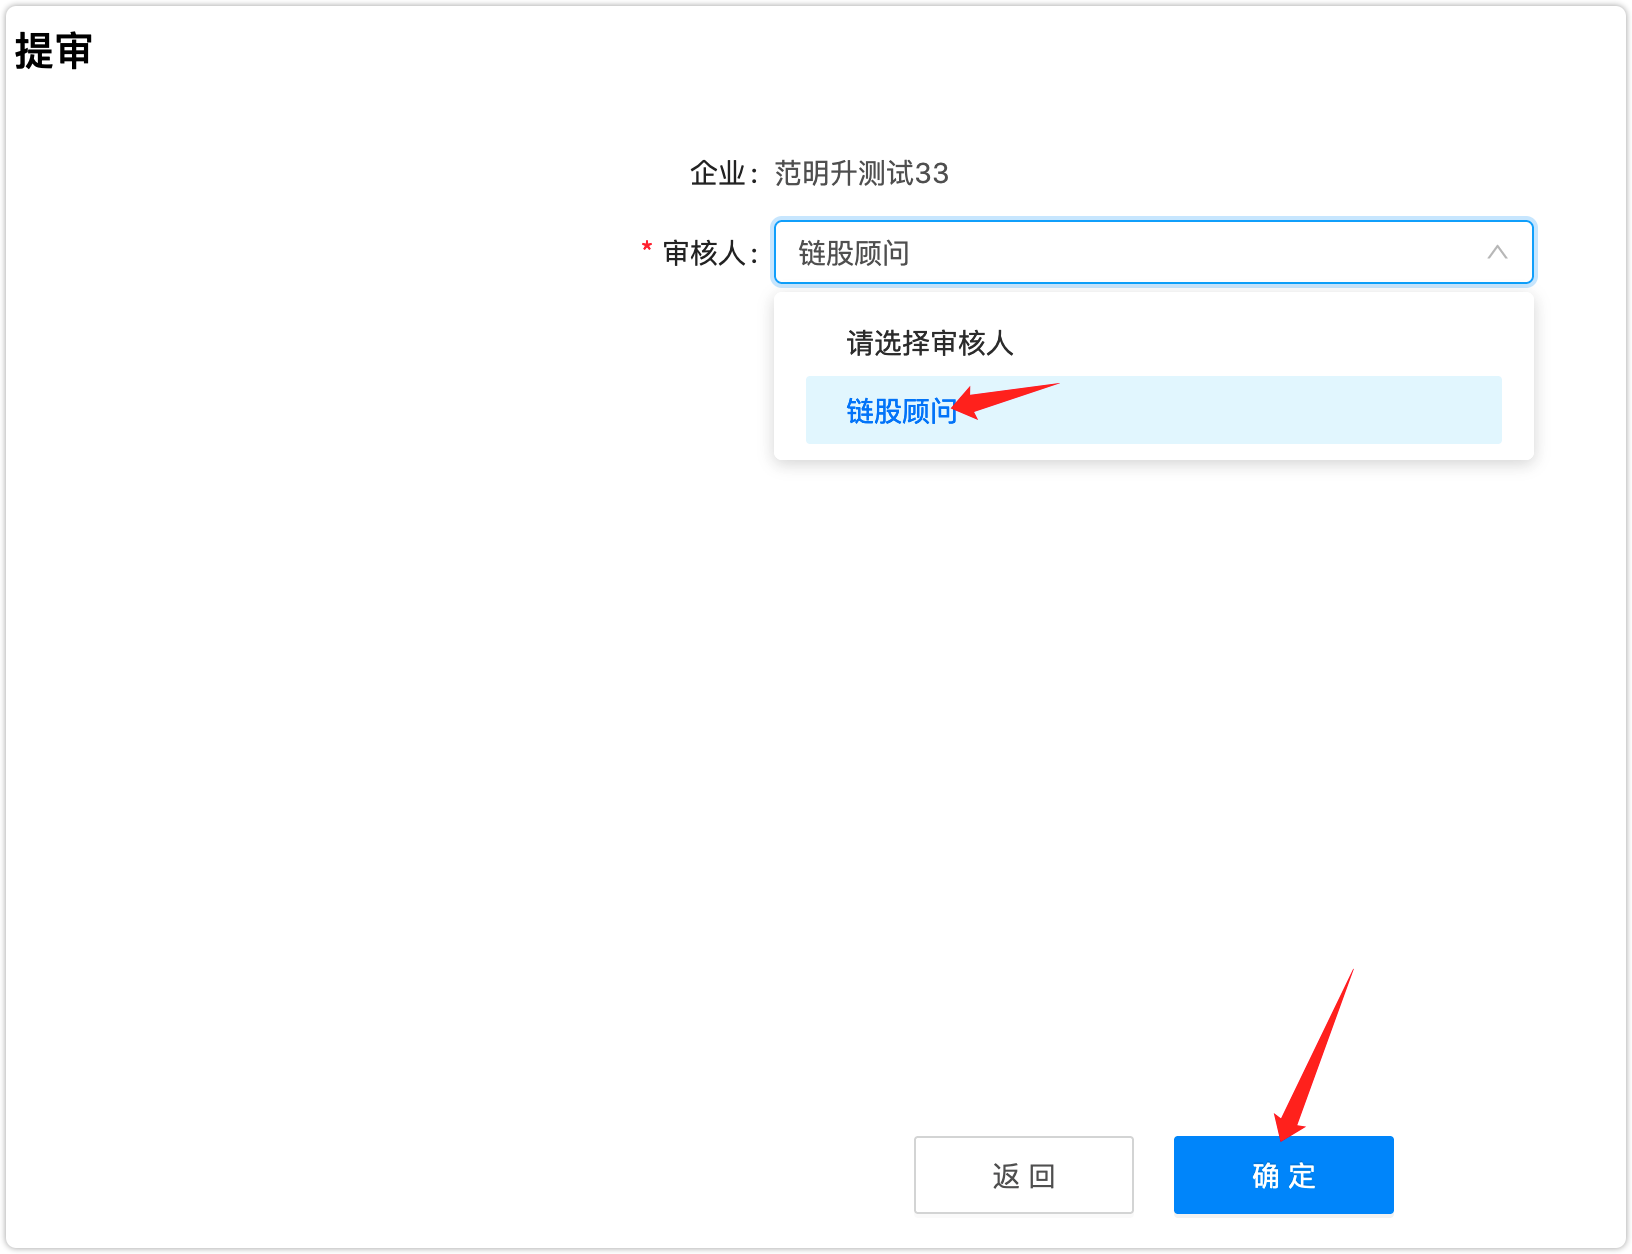 提审
企业： 范明升测试33
* 审核人： 链股顾问
请选择审核人
链股顾问
返 回 确 定